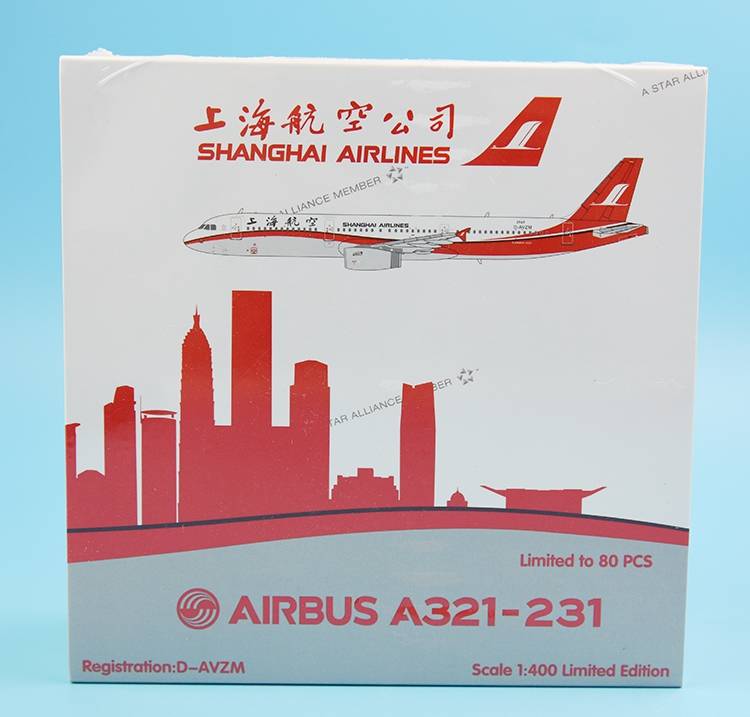 A STAR ALLI
上海航空公司
SHANGHAI AIRLINES
ALLIANCE MEMBER
上海航空 SHANGHAI AIRLINES
D-AVZM
STAR ALLIANCE MEMBER
Limited to 80 PCS
AIRBUS A321-231
Registration:D-AVZM
Scale 1:400 Limited Edition